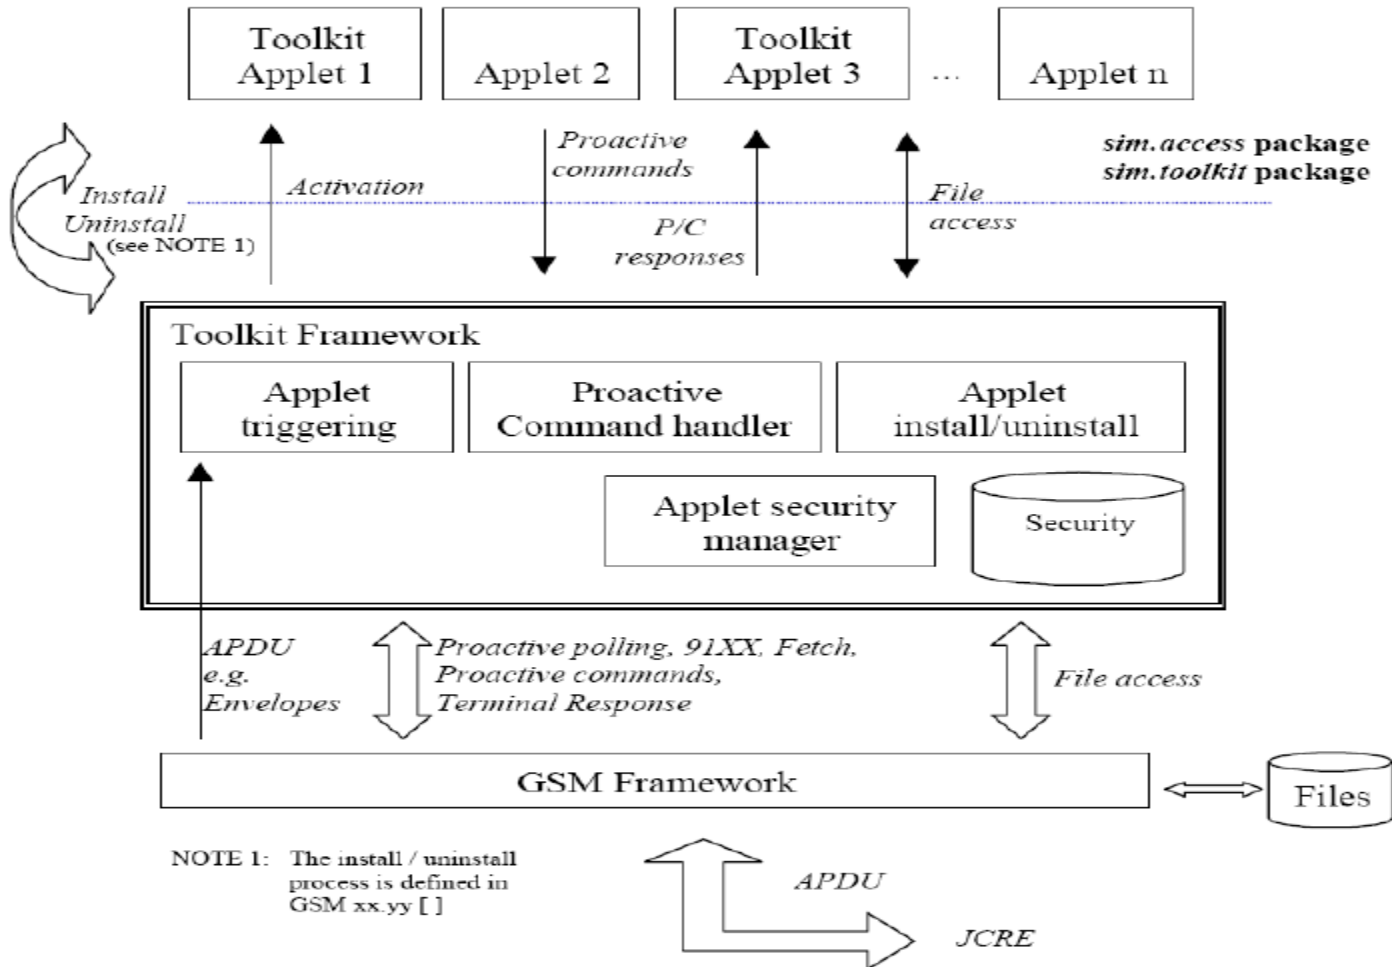 Toolkit
Applet 1
Applet 2
Toolkit
Applet 3
...
Applet n
Install
Uninstall
(see NOTE 1)
Activation
Proactive
commands
P/C
responses
File
access
sim.access package
sim.toolkit package
Toolkit Framework
Applet
triggering
Proactive
Command handler
Applet
install/uninstall
Applet security
manager
Security
APDU
e.g.
Envelopes
Proactive polling, 91XX, Fetch,
Proactive commands,
Terminal Response
File access
GSM Framework
Files
NOTE 1: The install / uninstall
process is defined in
GSM xx.yy [ ]
APDU
JCRE